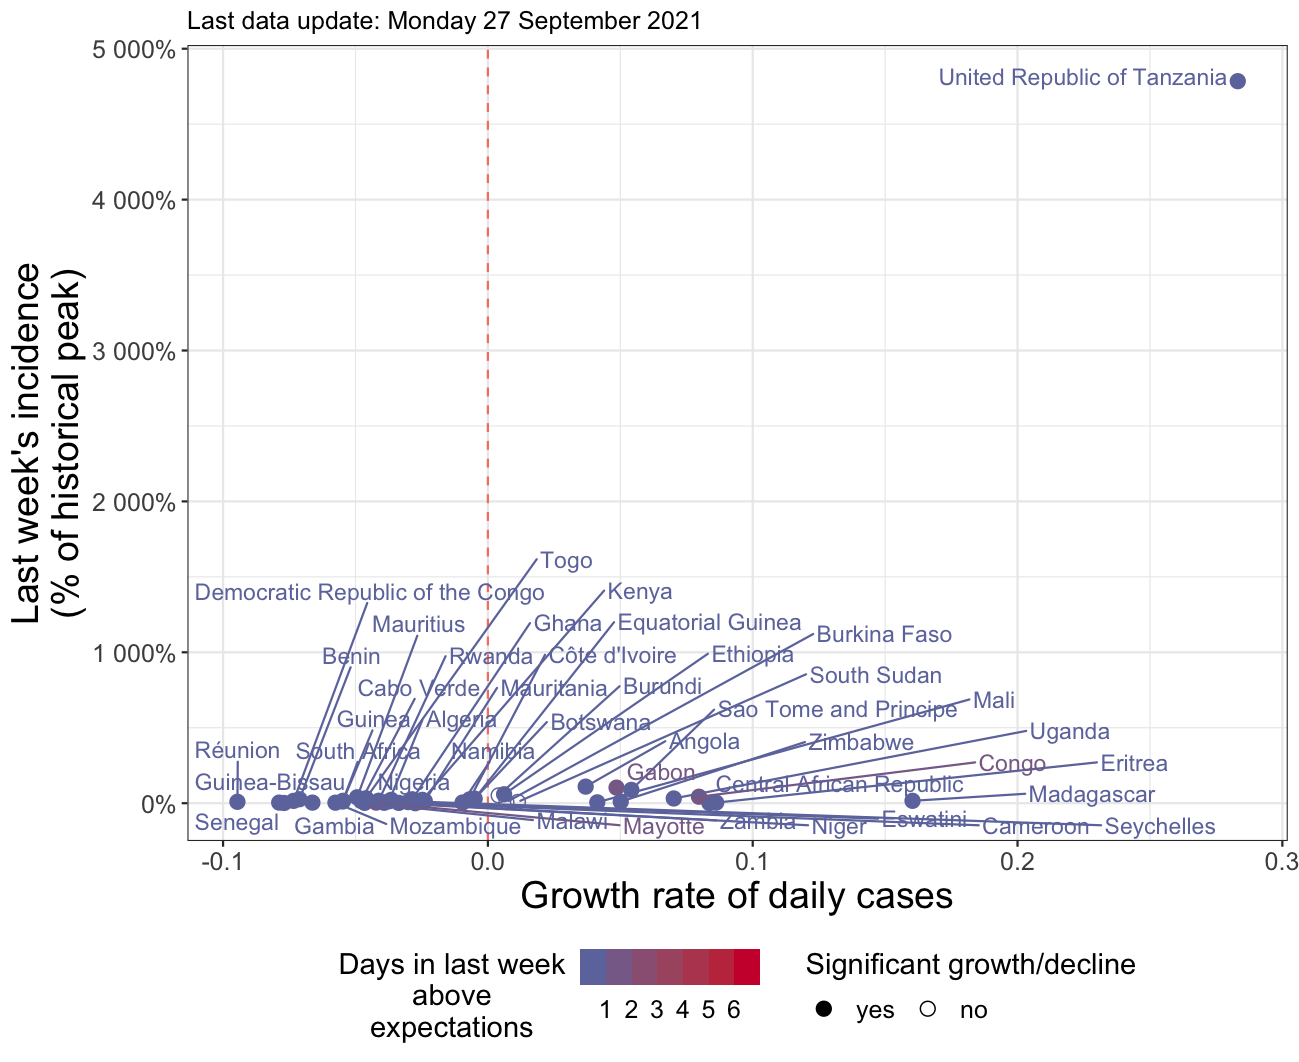 Last data update: Monday 27 September 2021
5 000%
4 000%
3 000%
2 000%
1 000%
0%
Last week's incidence
(% of historical peak)
United Republic of Tanzania
Togo
Democratic Republic of the Congo
Kenya
Mauritius
Ghana
Equatorial Guinea
Burkina Faso
Benin
Rwanda
Côte d'Ivoire
Ethiopia
South Sudan
Cabo Verde
Mauritania
Burundi
Mali
Sao Tome and Principe
Guinea
Algeria
Botswana
Uganda
Angola
Zimbabwe
Réunion
South Africa
Namibia
Congo
Eritrea
Gabon
Guinea-Bissau
Nigeria
Central African Republic
Madagascar
Senegal
Gambia
Mozambique
Malawi
Mayotte
Zambia
Niger
Eswatini
Cameroon
Seychelles
-0.1
0.0
0.1
0.2
0.3
Growth rate of daily cases
Days in last week
above
expectations
1 2 3 4 5 6
Significant growth/decline
yes
no